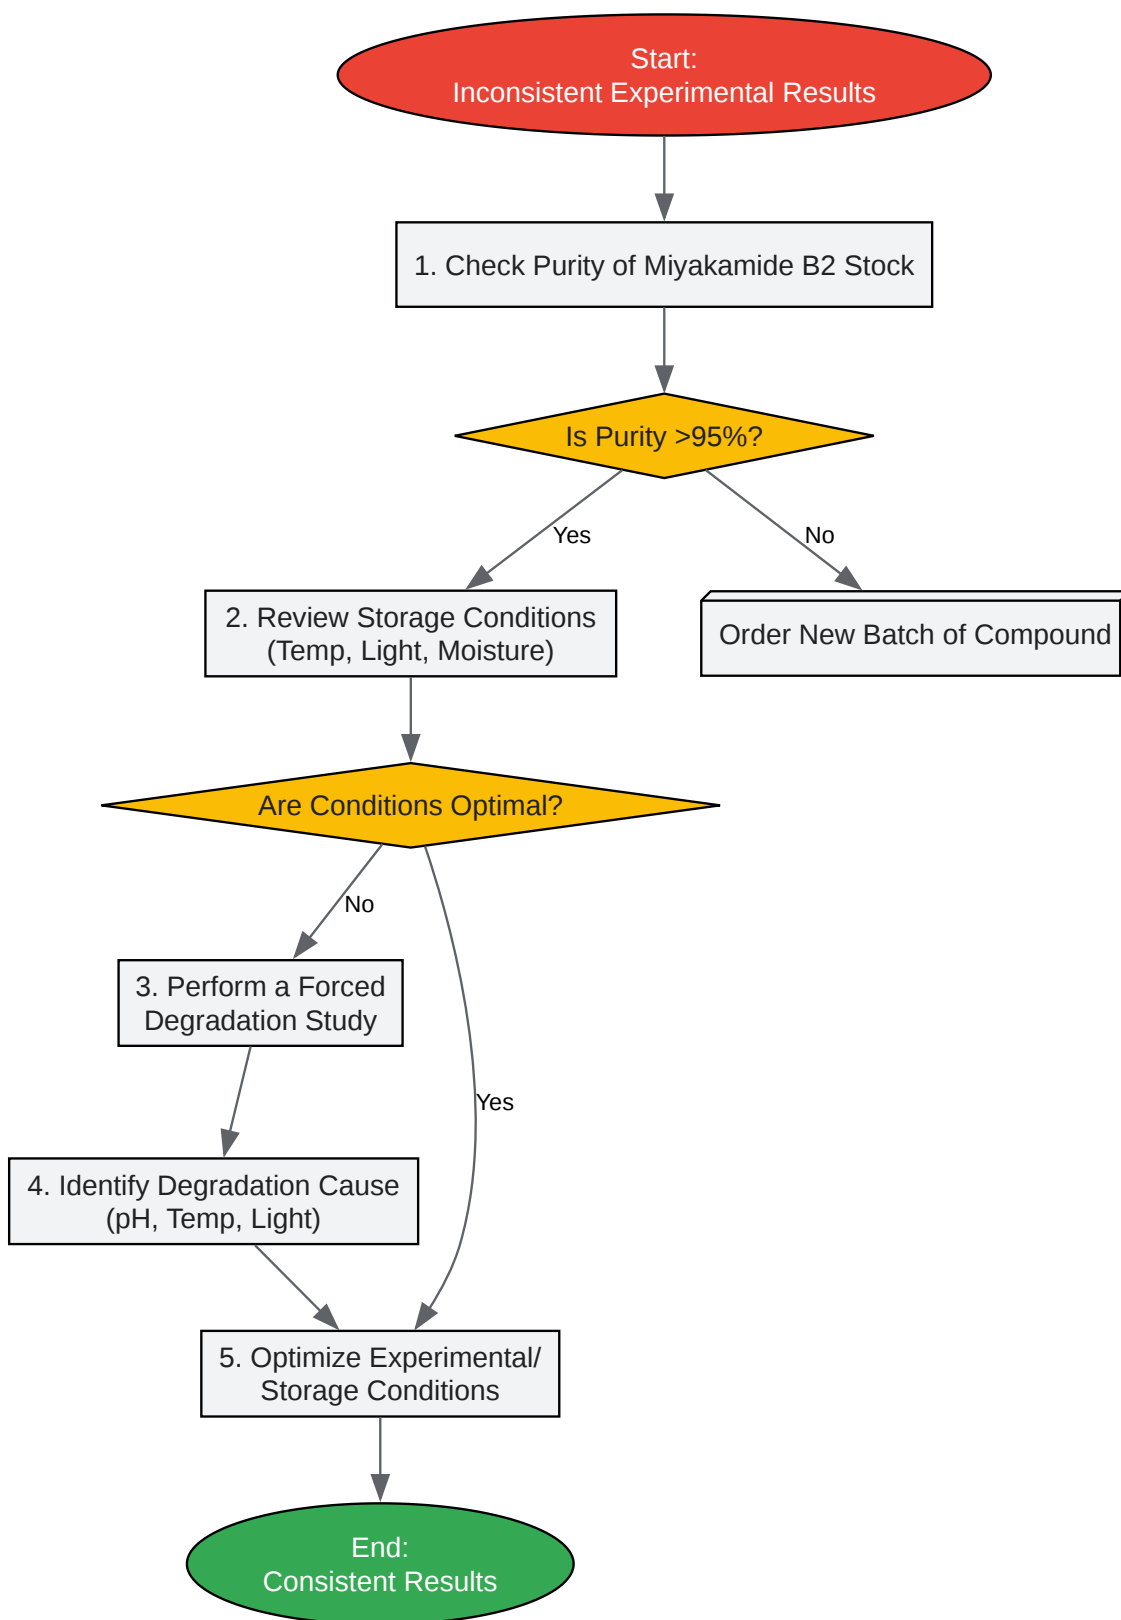 Start:
Inconsistent Experimental Results
1. Check Purity of Miyakamide B2 Stock
Is Purity >95%?
Yes
No
2. Review Storage Conditions
(Temp, Light, Moisture)
Order New Batch of Compound
Are Conditions Optimal?
No
3. Perform a Forced
Degradation Study
Yes
4. Identify Degradation Cause
(pH, Temp, Light)
5. Optimize Experimental/
Storage Conditions
End:
Consistent Results